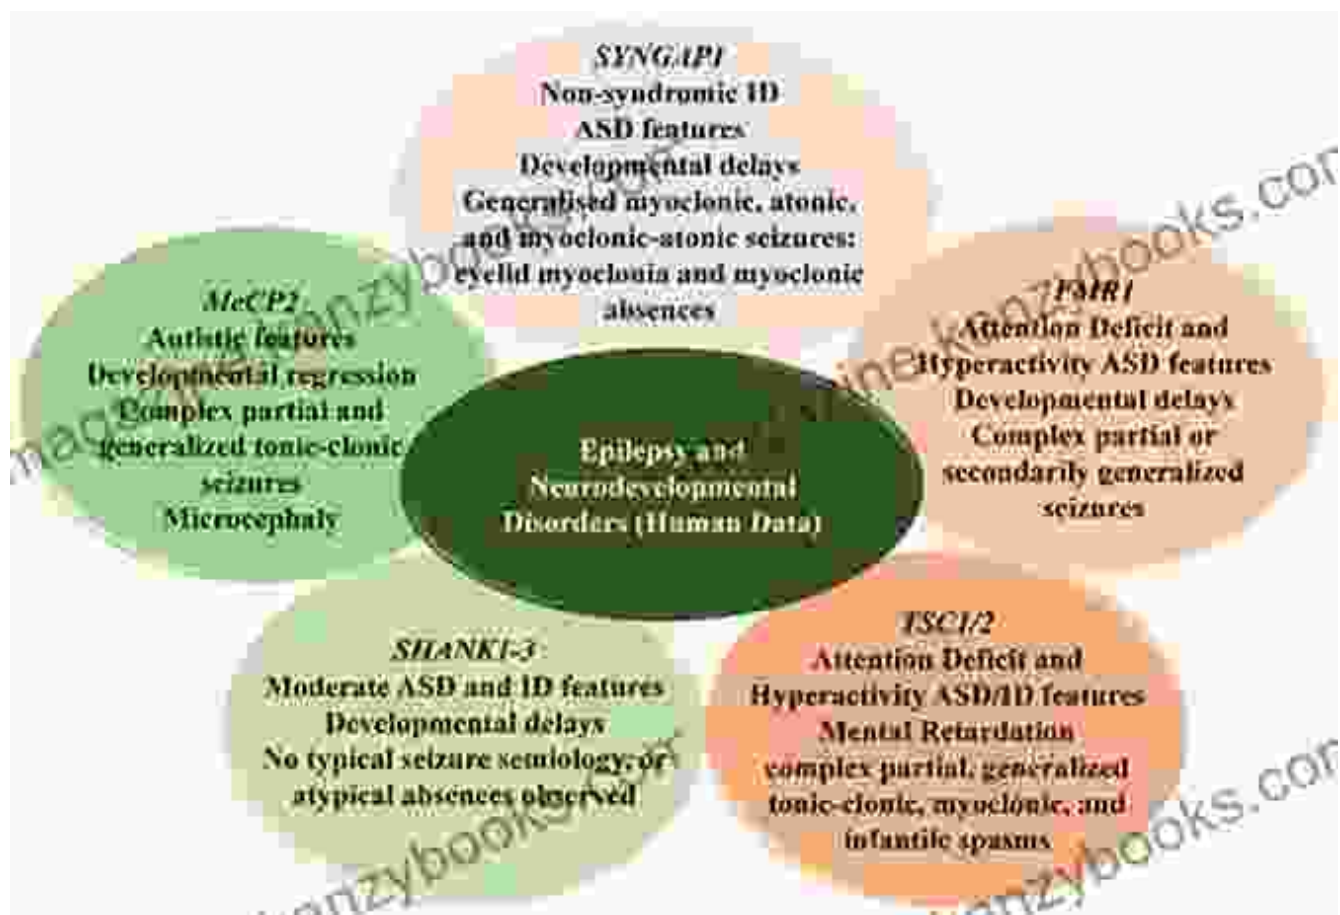 SYNGAP1
Non-syndromic ID
ASD features
Developmental delays
Generalised myoclonic, atonic,
and myoclonic-atonic seizures:
eyelid myoclonia and myoclonic
absences
MeCP2
Autistic features
Developmental regression
Complex partial and
generalized tonic-clonic
seizures
Microcephaly
FMR1
Attention Deficit and
Hyperactivity ASD features
Developmental delays
Complex partial or
secondarily generalized
seizures
Epilepsy and
Neurodevelopmental
Disorders (Human Data)
SHANK1-3
Moderate ASD and ID features
Developmental delays
No typical seizure semiology, or
atypical absences observed
TSC1/2
Attention Deficit and
Hyperactivity ASD/ID features
Mental Retardation
complex partial, generalized
tonic-clonic, myoclonic, and
infantile spasms